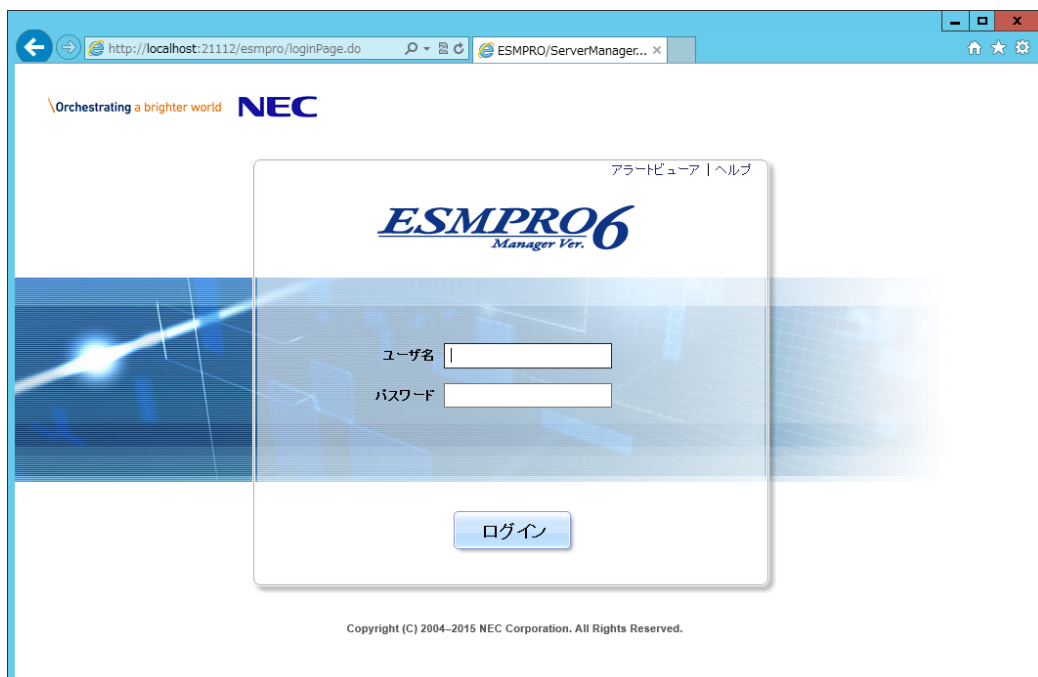 http://localhost:21112/esmpro/loginPage.do
ESMPRO/ServerManager...
\Orchestrating a brighter world NEC
アラートビューア | ヘルプ
ESMPRO6
Manager Ver.
ユーザ名
パスワード
ログイン
Copyright (C) 2004–2015 NEC Corporation. All Rights Reserved.